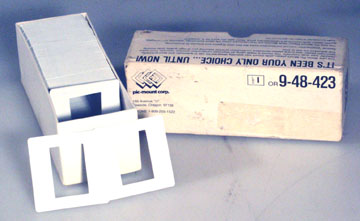 IT'S BEEN YOUR ONLY CHOICE... UNTIL NOW!
pic-mount corp.
OR 9-48-423